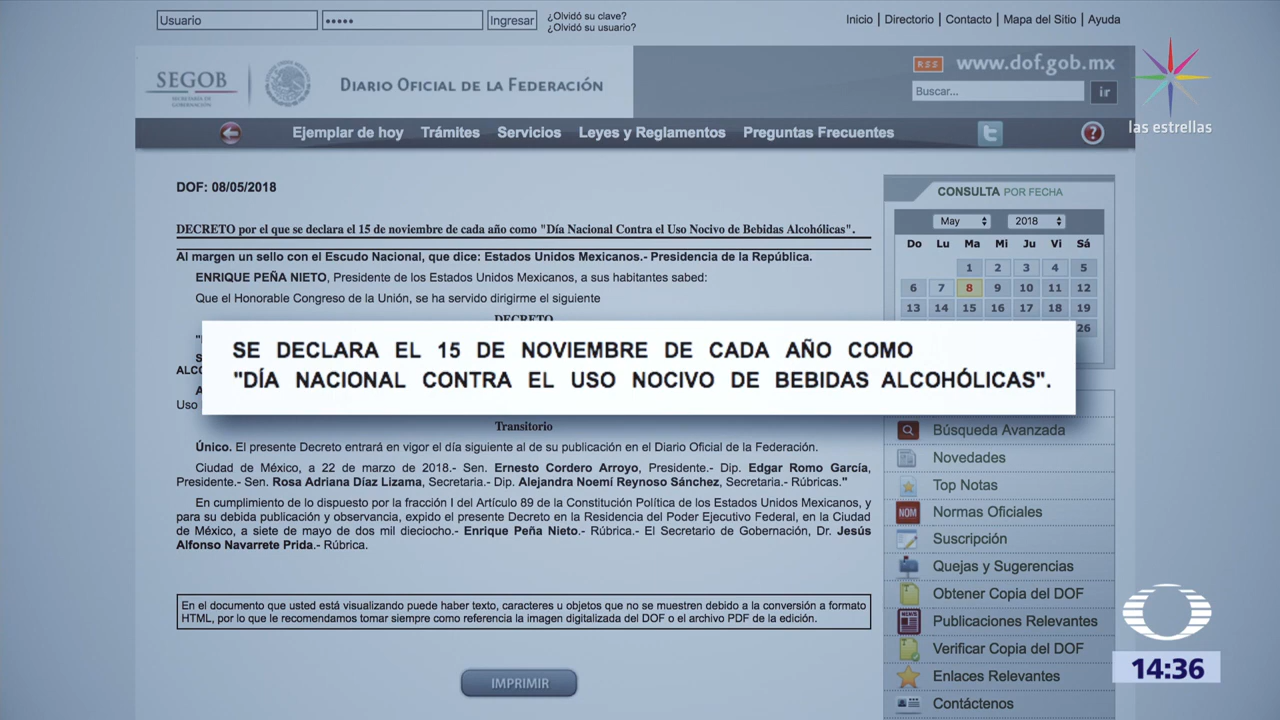 Usuario
Ingresar
¿Olvidó su clave?
¿Olvidó su usuario?
Inicio | Directorio | Contacto | Mapa del Sitio | Ayuda
SEGOB
SECRETARÍA DE GOBERNACIÓN
DIARIO OFICIAL DE LA FEDERACIÓN
RSS www.dof.gob.mx
Buscar... ir
las estrellas
Ejemplar de hoy Trámites Servicios Leyes y Reglamentos Preguntas Frecuentes
DOF: 08/05/2018
DECRETO por el que se declara el 15 de noviembre de cada año como "Día Nacional Contra el Uso Nocivo de Bebidas Alcohólicas".
Al margen un sello con el Escudo Nacional, que dice: Estados Unidos Mexicanos.- Presidencia de la República.
ENRIQUE PEÑA NIETO, Presidente de los Estados Unidos Mexicanos, a sus habitantes sabed:
Que el Honorable Congreso de la Unión, se ha servido dirigirme el siguiente
DECRETO
SE DECLARA EL 15 DE NOVIEMBRE DE CADA AÑO COMO
"DÍA NACIONAL CONTRA EL USO NOCIVO DE BEBIDAS ALCOHÓLICAS".
Uso
Transitorio
Único. El presente Decreto entrará en vigor el día siguiente al de su publicación en el Diario Oficial de la Federación.
Ciudad de México, a 22 de marzo de 2018.- Sen. Ernesto Cordero Arroyo, Presidente.- Dip. Edgar Romo García,
Presidente.- Sen. Rosa Adriana Díaz Lizama, Secretaria.- Dip. Alejandra Noemí Reynoso Sánchez, Secretaria.- Rúbricas."
En cumplimiento de lo dispuesto por la fracción I del Artículo 89 de la Constitución Política de los Estados Unidos Mexicanos, y
para su debida publicación y observancia, expido el presente Decreto en la Residencia del Poder Ejecutivo Federal, en la Ciudad
de México, a siete de mayo de dos mil dieciocho.- Enrique Peña Nieto.- Rúbrica.- El Secretario de Gobernación, Dr. Jesús
Alfonso Navarrete Prida.- Rúbrica.
En el documento que usted está visualizando puede haber texto, caracteres u objetos que no se muestren debido a la conversión a formato
HTML, por lo que le recomendamos tomar siempre como referencia la imagen digitalizada del DOF o el archivo PDF de la edición.
IMPRIMIR
CONSULTA POR FECHA
May 2018
Do Lu Ma Mi Ju Vi Sá
1 2 3 4 5
6 7 8 9 10 11 12
13 14 15 16 17 18 19
26
Búsqueda Avanzada
Novedades
Top Notas
NOM Normas Oficiales
Suscripción
Quejas y Sugerencias
Obtener Copia del DOF
Publicaciones Relevantes
Verificar Copia del DOF
Enlaces Relevantes
Contáctenos
14:36